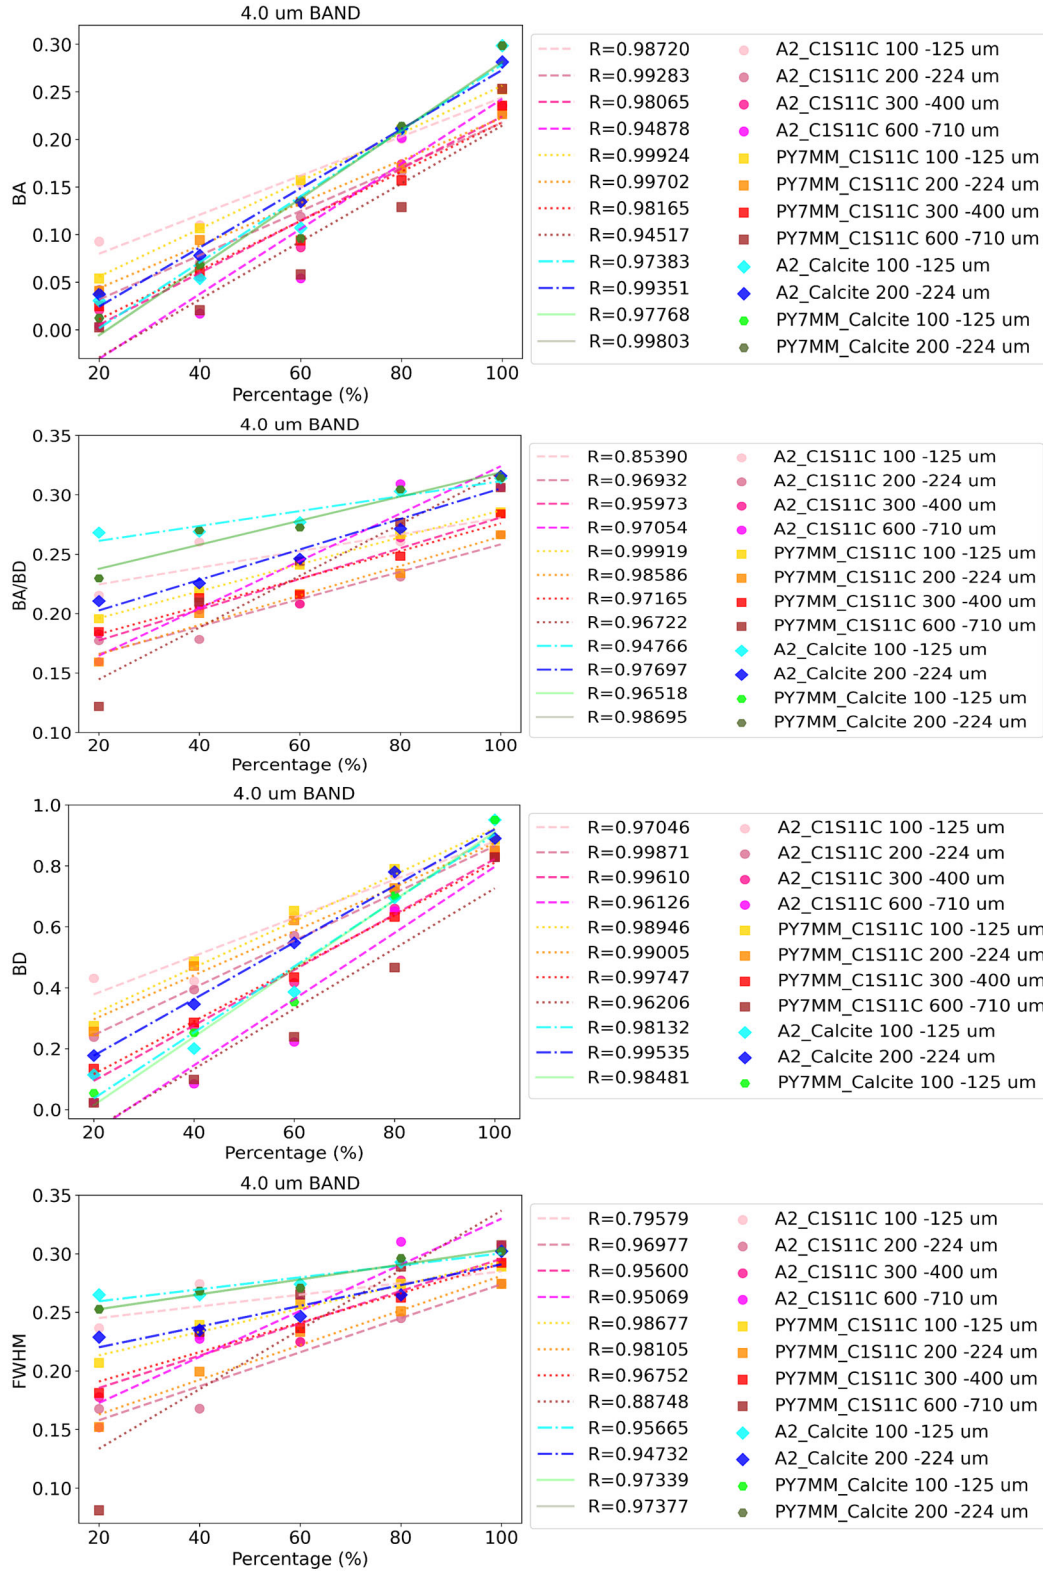 4.0 um BAND
0.30
0.25
0.20
0.15
0.10
0.05
0.00
BA
20 40 60 80 100
Percentage (%)
R=0.98720 A2_C1S11C 100 -125 um
R=0.99283 A2_C1S11C 200 -224 um
R=0.98065 A2_C1S11C 300 -400 um
R=0.94878 A2_C1S11C 600 -710 um
R=0.99924 PY7MM_C1S11C 100 -125 um
R=0.99702 PY7MM_C1S11C 200 -224 um
R=0.98165 PY7MM_C1S11C 300 -400 um
R=0.94517 PY7MM_C1S11C 600 -710 um
R=0.97383 A2_Calcite 100 -125 um
R=0.99351 A2_Calcite 200 -224 um
R=0.97768 PY7MM_Calcite 100 -125 um
R=0.99803 PY7MM_Calcite 200 -224 um
4.0 um BAND
0.35
0.30
0.25
0.20
0.15
0.10
BA/BD
20 40 60 80 100
Percentage (%)
R=0.85390 A2_C1S11C 100 -125 um
R=0.96932 A2_C1S11C 200 -224 um
R=0.95973 A2_C1S11C 300 -400 um
R=0.97054 A2_C1S11C 600 -710 um
R=0.99919 PY7MM_C1S11C 100 -125 um
R=0.98586 PY7MM_C1S11C 200 -224 um
R=0.97165 PY7MM_C1S11C 300 -400 um
R=0.96722 PY7MM_C1S11C 600 -710 um
R=0.94766 A2_Calcite 100 -125 um
R=0.97697 A2_Calcite 200 -224 um
R=0.96518 PY7MM_Calcite 100 -125 um
R=0.98695 PY7MM_Calcite 200 -224 um
4.0 um BAND
1.0
0.8
0.6
0.4
0.2
0.0
BD
20 40 60 80 100
Percentage (%)
R=0.97046 A2_C1S11C 100 -125 um
R=0.99871 A2_C1S11C 200 -224 um
R=0.99610 A2_C1S11C 300 -400 um
R=0.96126 A2_C1S11C 600 -710 um
R=0.98946 PY7MM_C1S11C 100 -125 um
R=0.99005 PY7MM_C1S11C 200 -224 um
R=0.99747 PY7MM_C1S11C 300 -400 um
R=0.96206 PY7MM_C1S11C 600 -710 um
R=0.98132 A2_Calcite 100 -125 um
R=0.99535 A2_Calcite 200 -224 um
R=0.98481 PY7MM_Calcite 100 -125 um
4.0 um BAND
0.35
0.30
0.25
0.20
0.15
0.10
FWHM
20 40 60 80 100
Percentage (%)
R=0.79579 A2_C1S11C 100 -125 um
R=0.96977 A2_C1S11C 200 -224 um
R=0.95600 A2_C1S11C 300 -400 um
R=0.95069 A2_C1S11C 600 -710 um
R=0.98677 PY7MM_C1S11C 100 -125 um
R=0.98105 PY7MM_C1S11C 200 -224 um
R=0.96752 PY7MM_C1S11C 300 -400 um
R=0.88748 PY7MM_C1S11C 600 -710 um
R=0.95665 A2_Calcite 100 -125 um
R=0.94732 A2_Calcite 200 -224 um
R=0.97339 PY7MM_Calcite 100 -125 um
R=0.97377 PY7MM_Calcite 200 -224 um